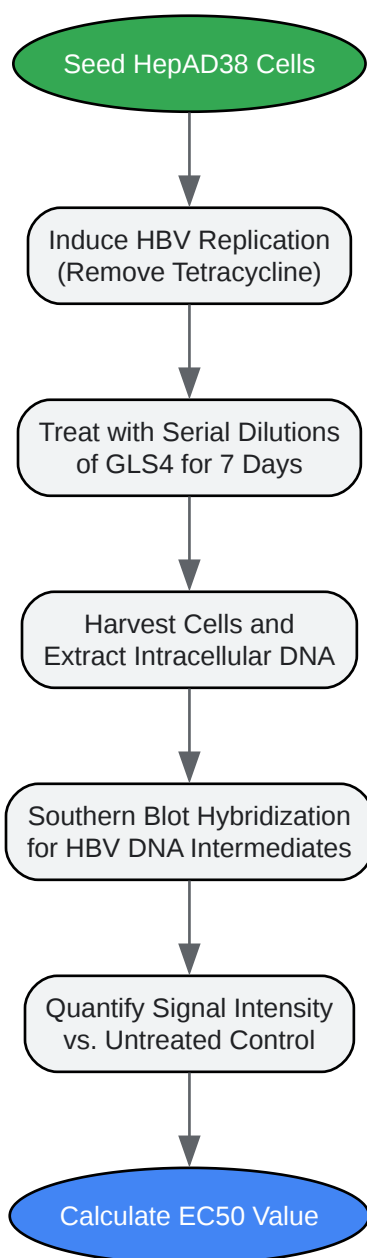 Seed HepAD38 Cells
Induce HBV Replication
(Remove Tetracycline)
Treat with Serial Dilutions
of GLS4 for 7 Days
Harvest Cells and
Extract Intracellular DNA
Southern Blot Hybridization
for HBV DNA Intermediates
Quantify Signal Intensity
vs. Untreated Control
Calculate EC50 Value